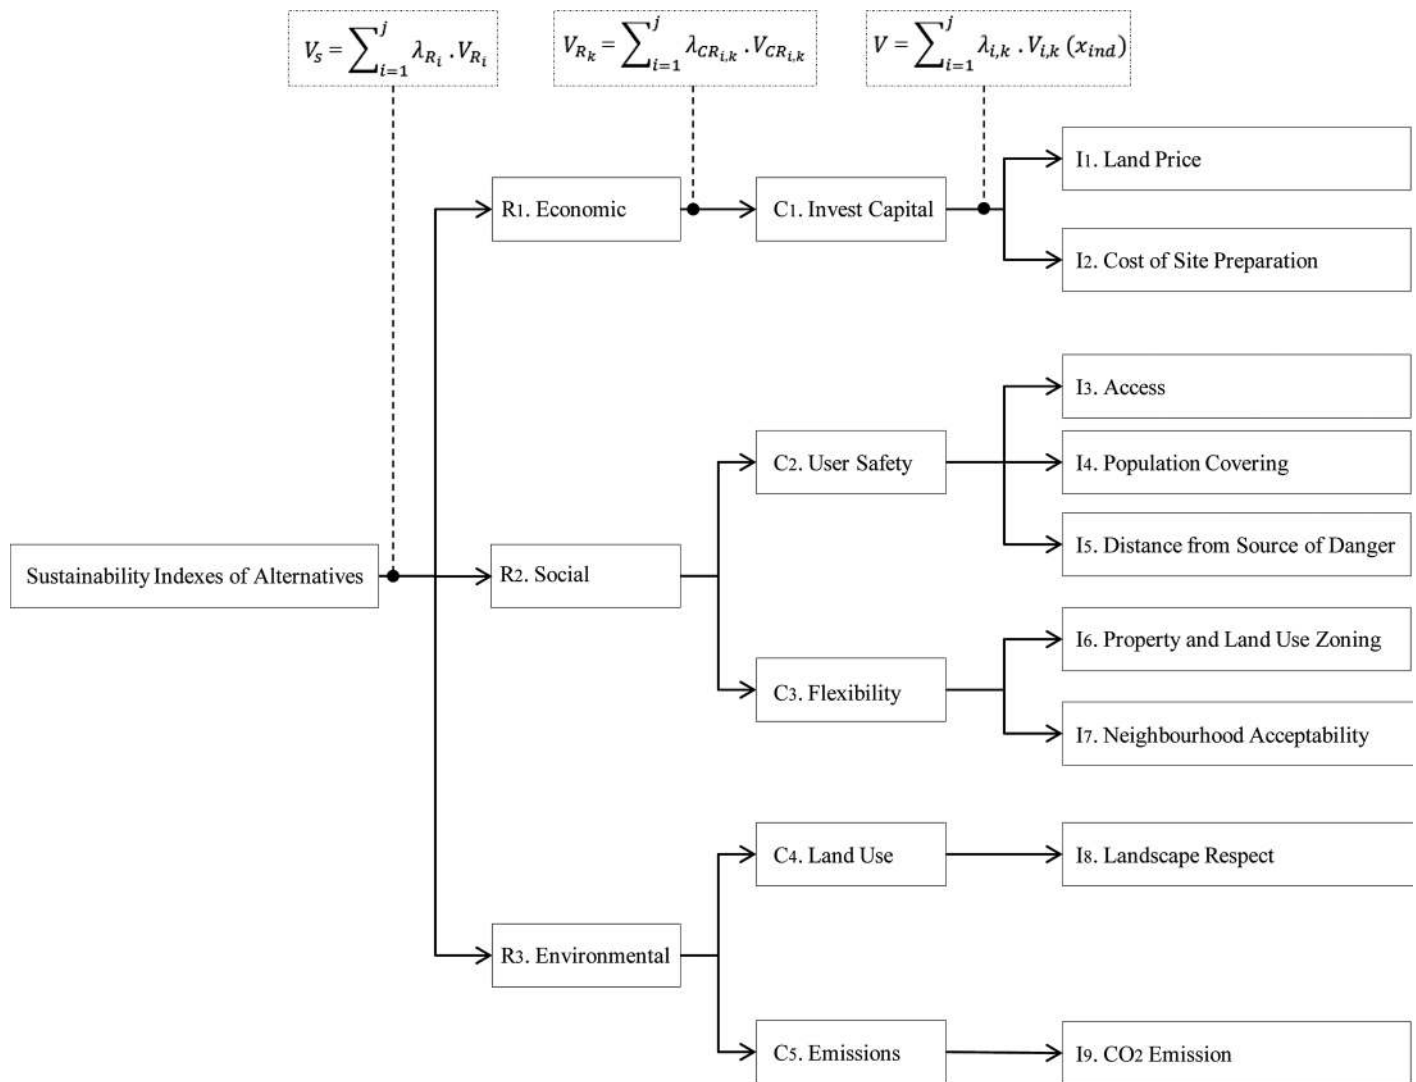 V_s = ∑_{i=1}^{j} λ_{R_i} . V_{R_i}
V_{R_k} = ∑_{i=1}^{j} λ_{CR_{i,k}} . V_{CR_{i,k}}
V = ∑_{i=1}^{j} λ_{i,k} . V_{i,k} (x_{ind})
Sustainability Indexes of Alternatives
R1. Economic
C1. Invest Capital
I1. Land Price
I2. Cost of Site Preparation
R2. Social
C2. User Safety
I3. Access
I4. Population Covering
I5. Distance from Source of Danger
C3. Flexibility
I6. Property and Land Use Zoning
I7. Neighbourhood Acceptability
R3. Environmental
C4. Land Use
I8. Landscape Respect
C5. Emissions
I9. CO2 Emission